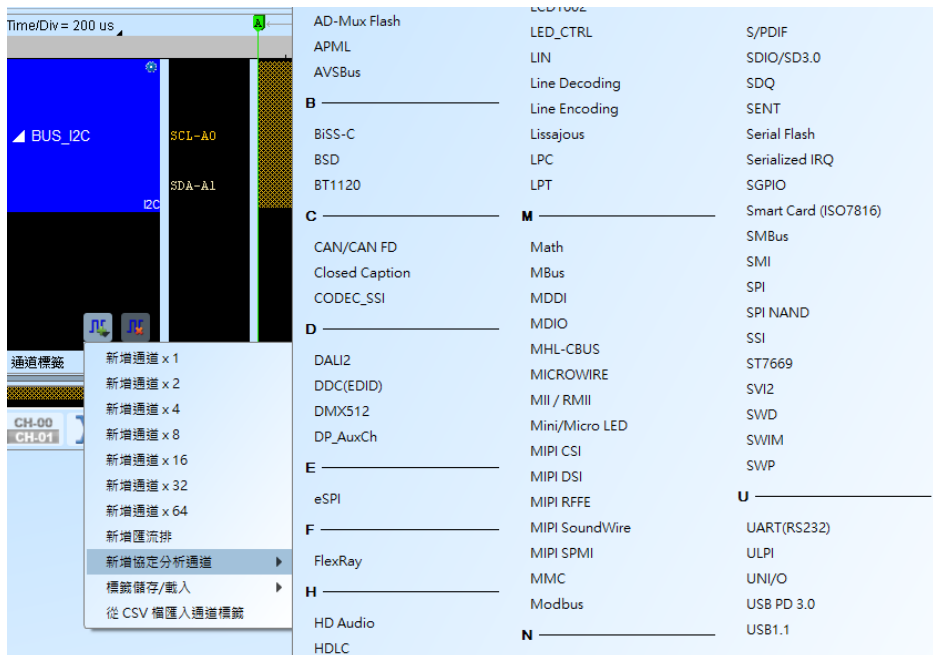 Time/Div = 200 us
A
BUS_I2C
I2C
SCL-A0
SDA-A1
通道標籤
CH-00
CH-01
新增通道 x 1
新增通道 x 2
新增通道 x 4
新增通道 x 8
新增通道 x 16
新增通道 x 32
新增通道 x 64
新增匯流排
新增協定分析通道
標籤儲存/載入
從 CSV 檔匯入通道標籤
AD-Mux Flash
APML
AVSBus
B
BiSS-C
BSD
BT1120
C
CAN/CAN FD
Closed Caption
CODEC_SSI
D
DALI2
DDC(EDID)
DMX512
DP_AuxCh
E
eSPI
F
FlexRay
H
HD Audio
HDLC
LCD1602
LED_CTRL
LIN
Line Decoding
Line Encoding
Lissajous
LPC
LPT
M
Math
MBus
MDDI
MDIO
MHL-CBUS
MICROWIRE
MII / RMII
Mini/Micro LED
MIPI CSI
MIPI DSI
MIPI RFFE
MIPI SoundWire
MIPI SPMI
MMC
Modbus
N
S/PDIF
SDIO/SD3.0
SDQ
SENT
Serial Flash
Serialized IRQ
SGPIO
Smart Card (ISO7816)
SMBus
SMI
SPI
SPI NAND
SSI
ST7669
SVI2
SWD
SWIM
SWP
U
UART(RS232)
ULPI
UNI/O
USB PD 3.0
USB1.1